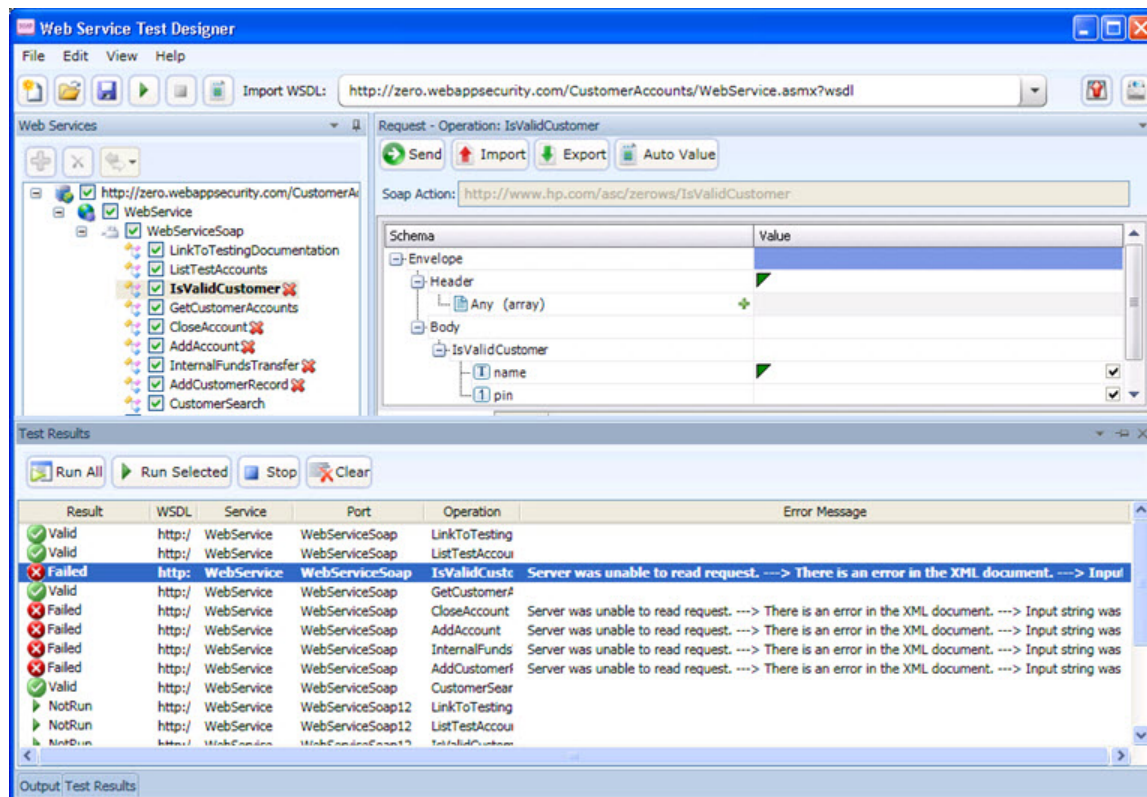 Web Service Test Designer
File Edit View Help
Import WSDL: http://zero.webappsecurity.com/CustomerAccounts/WebService.asmx?wsdl
Web Services
http://zero.webappsecurity.com/CustomerA
WebService
WebServiceSoap
LinkToTestingDocumentation
ListTestAccounts
IsValidCustomer
GetCustomerAccounts
CloseAccount
AddAccount
InternalFundsTransfer
AddCustomerRecord
CustomerSearch
Request - Operation: IsValidCustomer
Send Import Export Auto Value
Soap Action: http://www.hp.com/asc/zerows/IsValidCustomer
Schema Value
Envelope
Header
Any (array)
Body
IsValidCustomer
name
1 pin
Test Results
Run All Run Selected Stop Clear
Result WSDL Service Port Operation Error Message
Valid http:/ WebService WebServiceSoap LinkToTesting
Valid http:/ WebService WebServiceSoap ListTestAccou
Failed http: WebService WebServiceSoap IsValidCusto Server was unable to read request. ---> There is an error in the XML document. ---> Input
Valid http:/ WebService WebServiceSoap GetCustomerA
Failed http:/ WebService WebServiceSoap CloseAccount Server was unable to read request. ---> There is an error in the XML document. ---> Input string was
Failed http:/ WebService WebServiceSoap AddAccount Server was unable to read request. ---> There is an error in the XML document. ---> Input string was
Failed http:/ WebService WebServiceSoap InternalFunds Server was unable to read request. ---> There is an error in the XML document. ---> Input string was
Failed http:/ WebService WebServiceSoap AddCustomerR Server was unable to read request. ---> There is an error in the XML document. ---> Input string was
Valid http:/ WebService WebServiceSoap CustomerSear
NotRun http:/ WebService WebServiceSoap12 LinkToTesting
NotRun http:/ WebService WebServiceSoap12 ListTestAccou
NotRun http:/ WebService WebServiceSoap12 IsValidCustom
Output Test Results